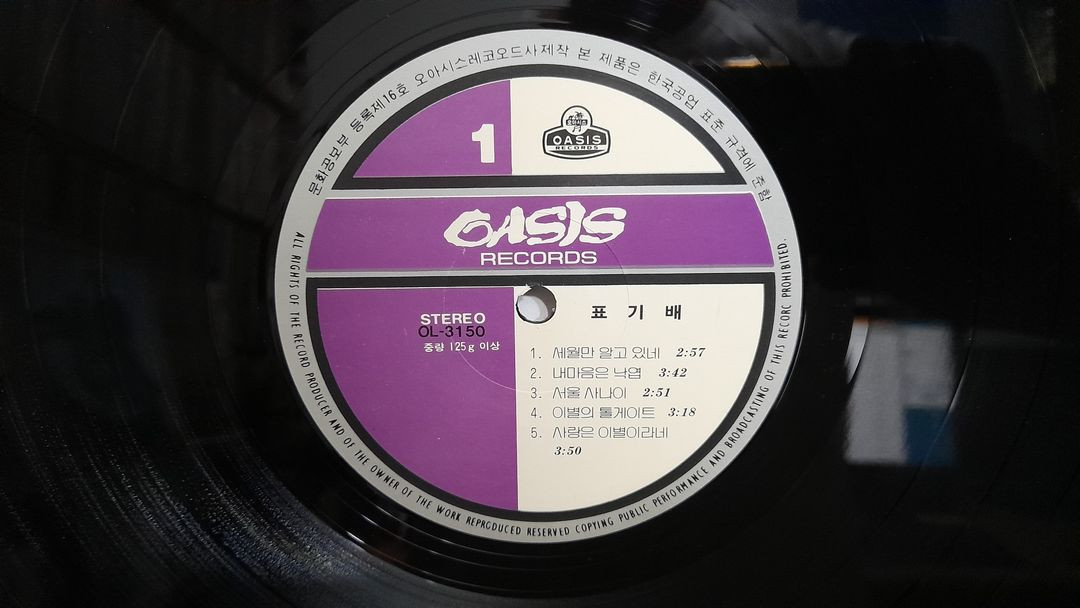 문화공보부 등록제16호 오아시스레코오드사제작 본 제품은 한국공업 표준 규격에 준함
1
오아시스
OASIS
RECORDS
OASIS
RECORDS
STEREO
OL-3150
중량 125g 이상
표 기 배
1. 세월만 알고 있네 2:57
2. 내마음은 낙엽 3:42
3. 서울 사나이 2:51
4. 이별의 톨게이트 3:18
5. 사랑은 이별이라네
3:50
ALL RIGHTS OF THE RECORD PRODUCER AND OF THE OWNER OF THE WORK REPRODUCED RESERVED COPYING PUBLIC PERFORMANCE AND BROADCASTING OF THIS RECORC PROHIBITED.